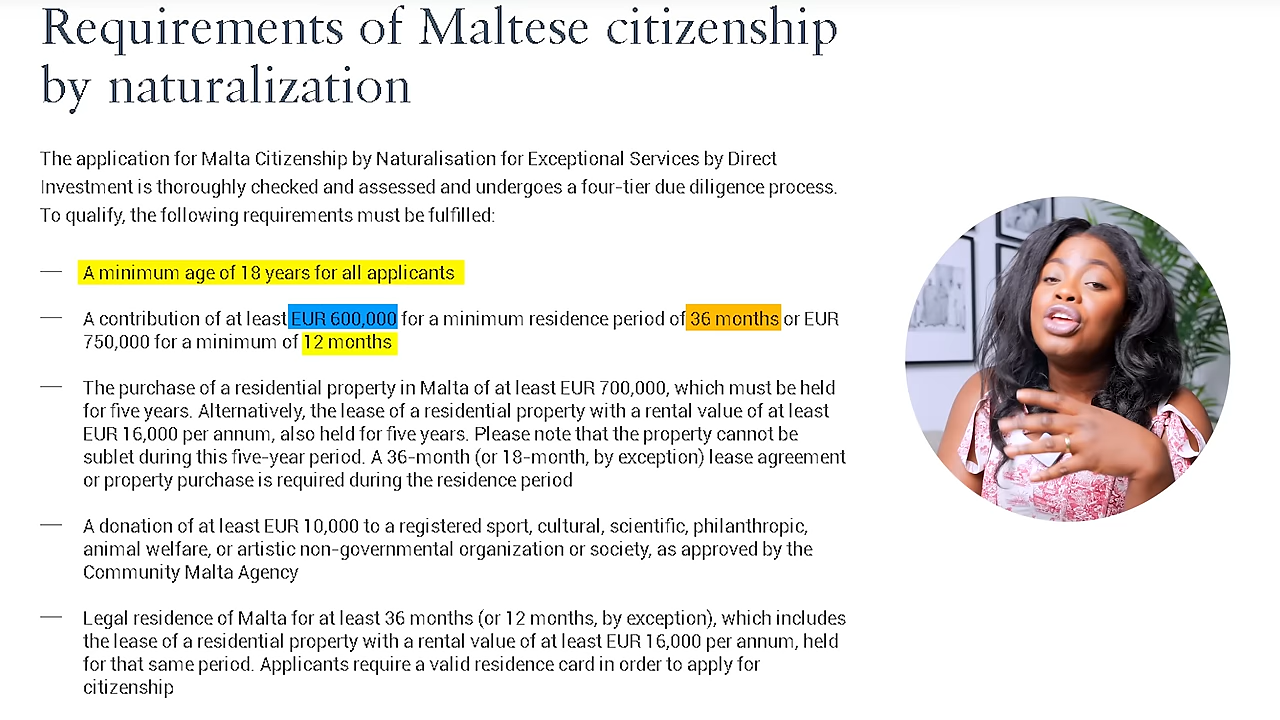 Requirements of Maltese citizenship
by naturalization
The application for Malta Citizenship by Naturalisation for Exceptional Services by Direct
Investment is thoroughly checked and assessed and undergoes a four-tier due diligence process.
To qualify, the following requirements must be fulfilled:
— A minimum age of 18 years for all applicants
— A contribution of at least EUR 600,000 for a minimum residence period of 36 months or EUR
750,000 for a minimum of 12 months
— The purchase of a residential property in Malta of at least EUR 700,000, which must be held
for five years. Alternatively, the lease of a residential property with a rental value of at least
EUR 16,000 per annum, also held for five years. Please note that the property cannot be
sublet during this five-year period. A 36-month (or 18-month, by exception) lease agreement
or property purchase is required during the residence period
— A donation of at least EUR 10,000 to a registered sport, cultural, scientific, philanthropic,
animal welfare, or artistic non-governmental organization or society, as approved by the
Community Malta Agency
— Legal residence of Malta for at least 36 months (or 12 months, by exception), which includes
the lease of a residential property with a rental value of at least EUR 16,000 per annum, held
for that same period. Applicants require a valid residence card in order to apply for
citizenship